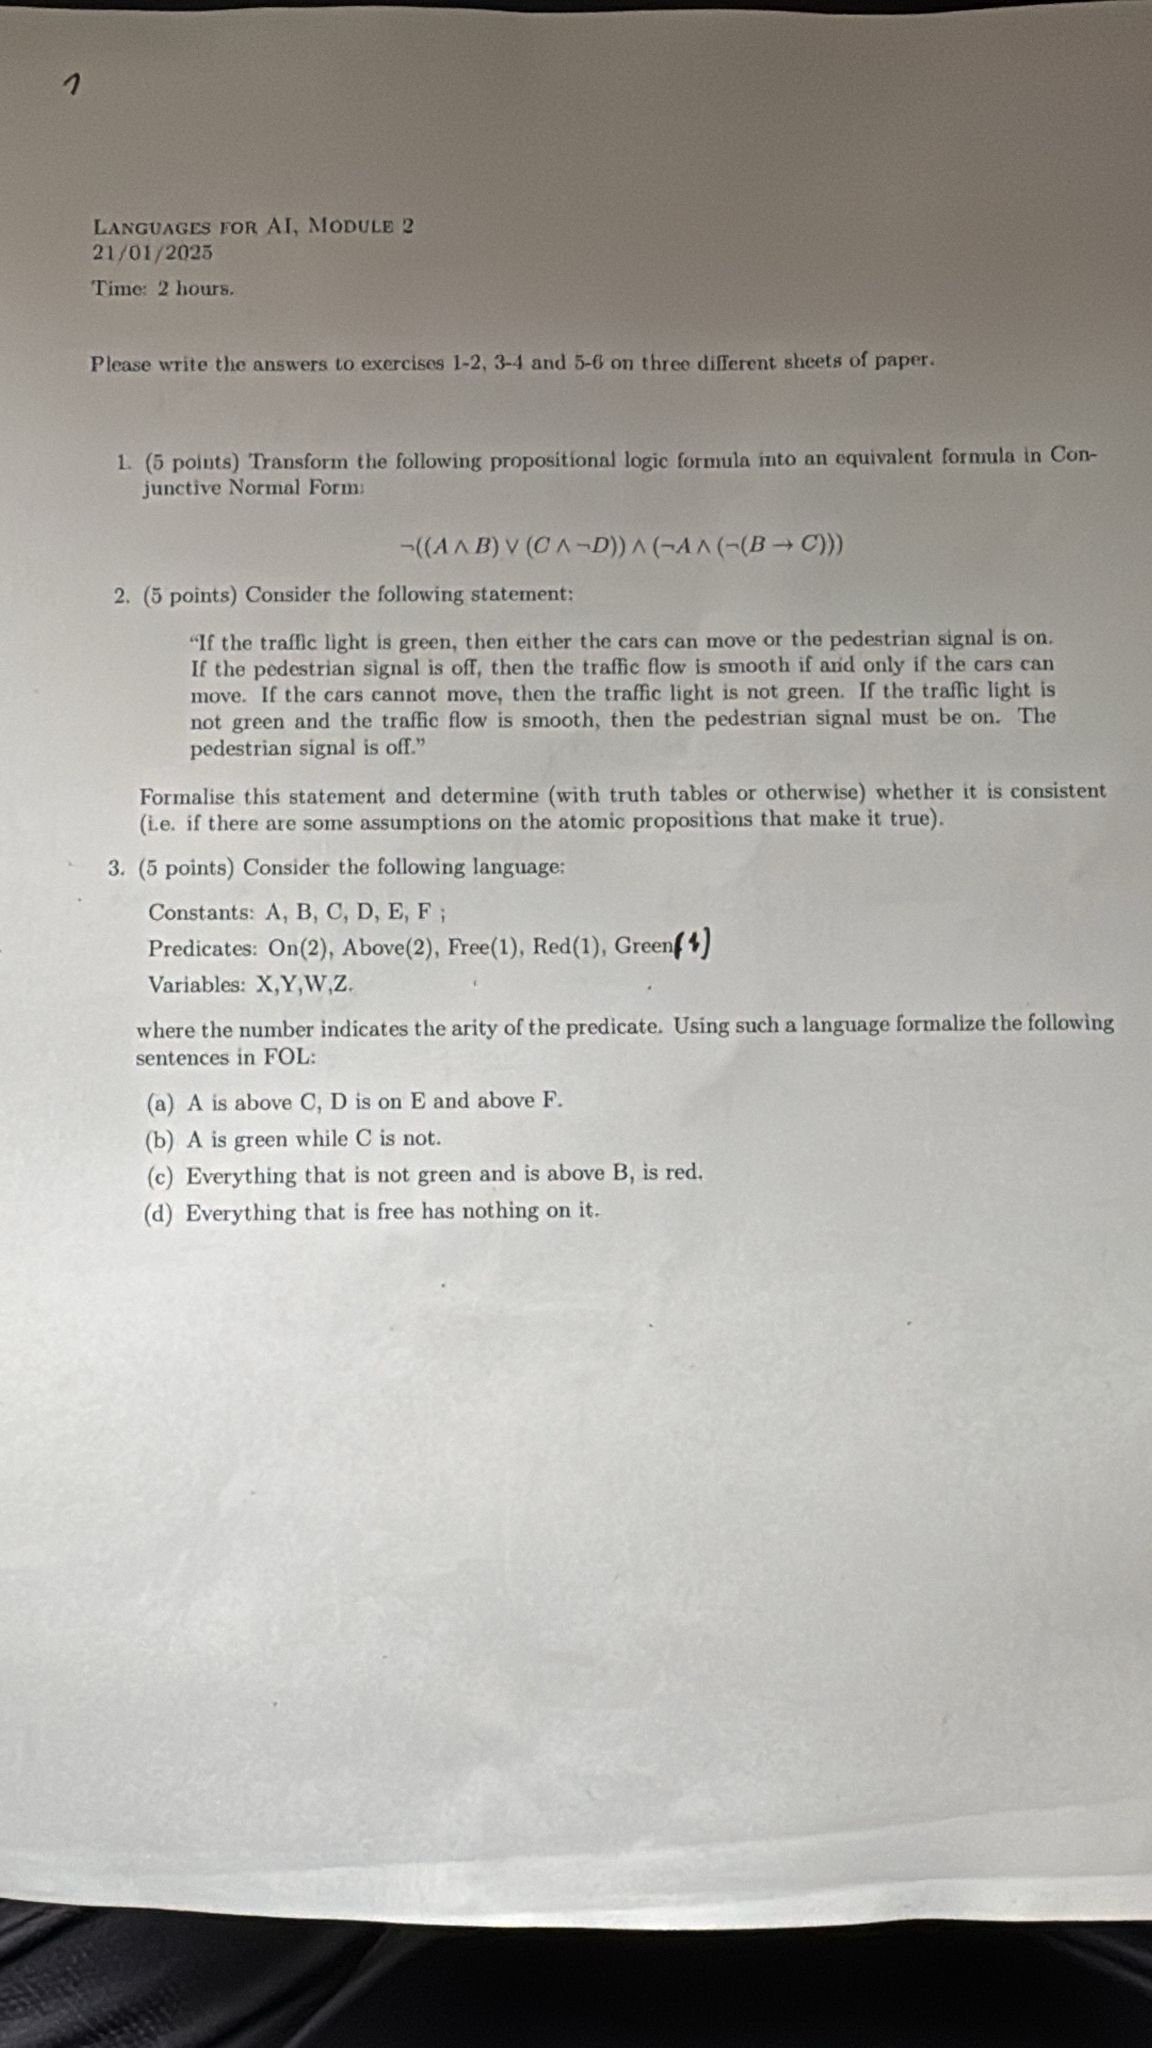 1
LANGUAGES FOR AI, MODULE 2
21/01/2025
Time: 2 hours.
Please write the answers to exercises 1-2, 3-4 and 5-6 on three different sheets of paper.
1. (5 points) Transform the following propositional logic formula into an equivalent formula in Con-
junctive Normal Form:
¬((A ∧ B) ∨ (C ∧ ¬D)) ∧ (¬A ∧ (¬(B → C)))
2. (5 points) Consider the following statement:
“If the traffic light is green, then either the cars can move or the pedestrian signal is on.
If the pedestrian signal is off, then the traffic flow is smooth if and only if the cars can
move. If the cars cannot move, then the traffic light is not green. If the traffic light is
not green and the traffic flow is smooth, then the pedestrian signal must be on. The
pedestrian signal is off.”
Formalise this statement and determine (with truth tables or otherwise) whether it is consistent
(i.e. if there are some assumptions on the atomic propositions that make it true).
3. (5 points) Consider the following language:
Constants: A, B, C, D, E, F ;
Predicates: On(2), Above(2), Free(1), Red(1), Green(1)
Variables: X,Y,W,Z.
where the number indicates the arity of the predicate. Using such a language formalize the following
sentences in FOL:
(a) A is above C, D is on E and above F.
(b) A is green while C is not.
(c) Everything that is not green and is above B, is red.
(d) Everything that is free has nothing on it.